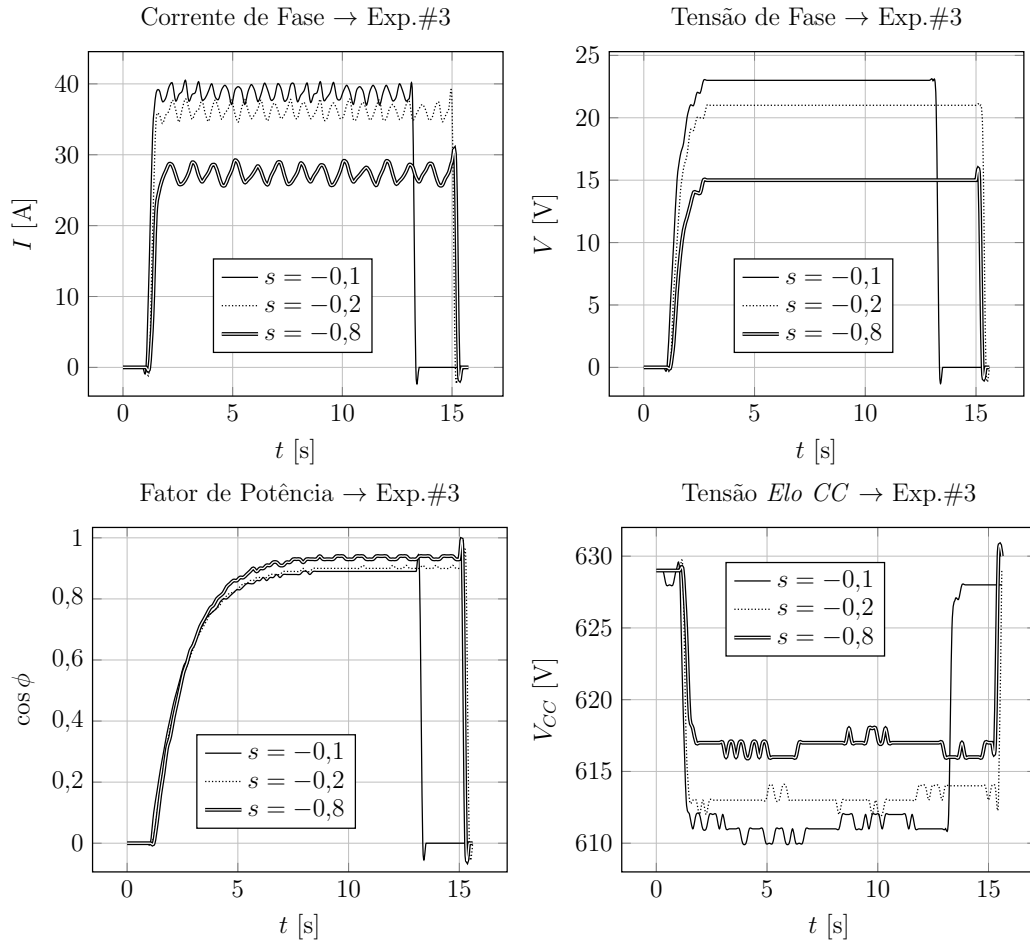 Corrente de Fase → Exp.#3
40
30
20
10
0
I [A]
s = −0,1
s = −0,2
s = −0,8
0
5
10
15
t [s]
Tensão de Fase → Exp.#3
25
20
15
10
5
0
V [V]
s = −0,1
s = −0,2
s = −0,8
0
5
10
15
t [s]
Fator de Potência → Exp.#3
1
0,8
0,6
0,4
0,2
0
cos ϕ
s = −0,1
s = −0,2
s = −0,8
0
5
10
15
t [s]
Tensão Elo CC → Exp.#3
630
625
620
615
610
V_CC [V]
s = −0,1
s = −0,2
s = −0,8
0
5
10
15
t [s]